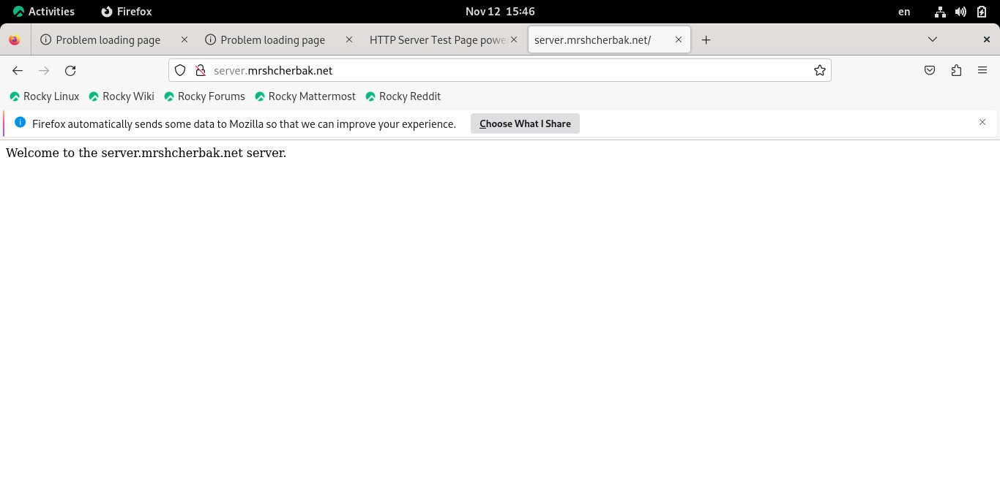 Activities Firefox Nov 12 15:46 en
Problem loading page Problem loading page HTTP Server Test Page powe server.mrshcherbak.net/
server.mrshcherbak.net
Rocky Linux Rocky Wiki Rocky Forums Rocky Mattermost Rocky Reddit
Firefox automatically sends some data to Mozilla so that we can improve your experience. Choose What I Share
Welcome to the server.mrshcherbak.net server.